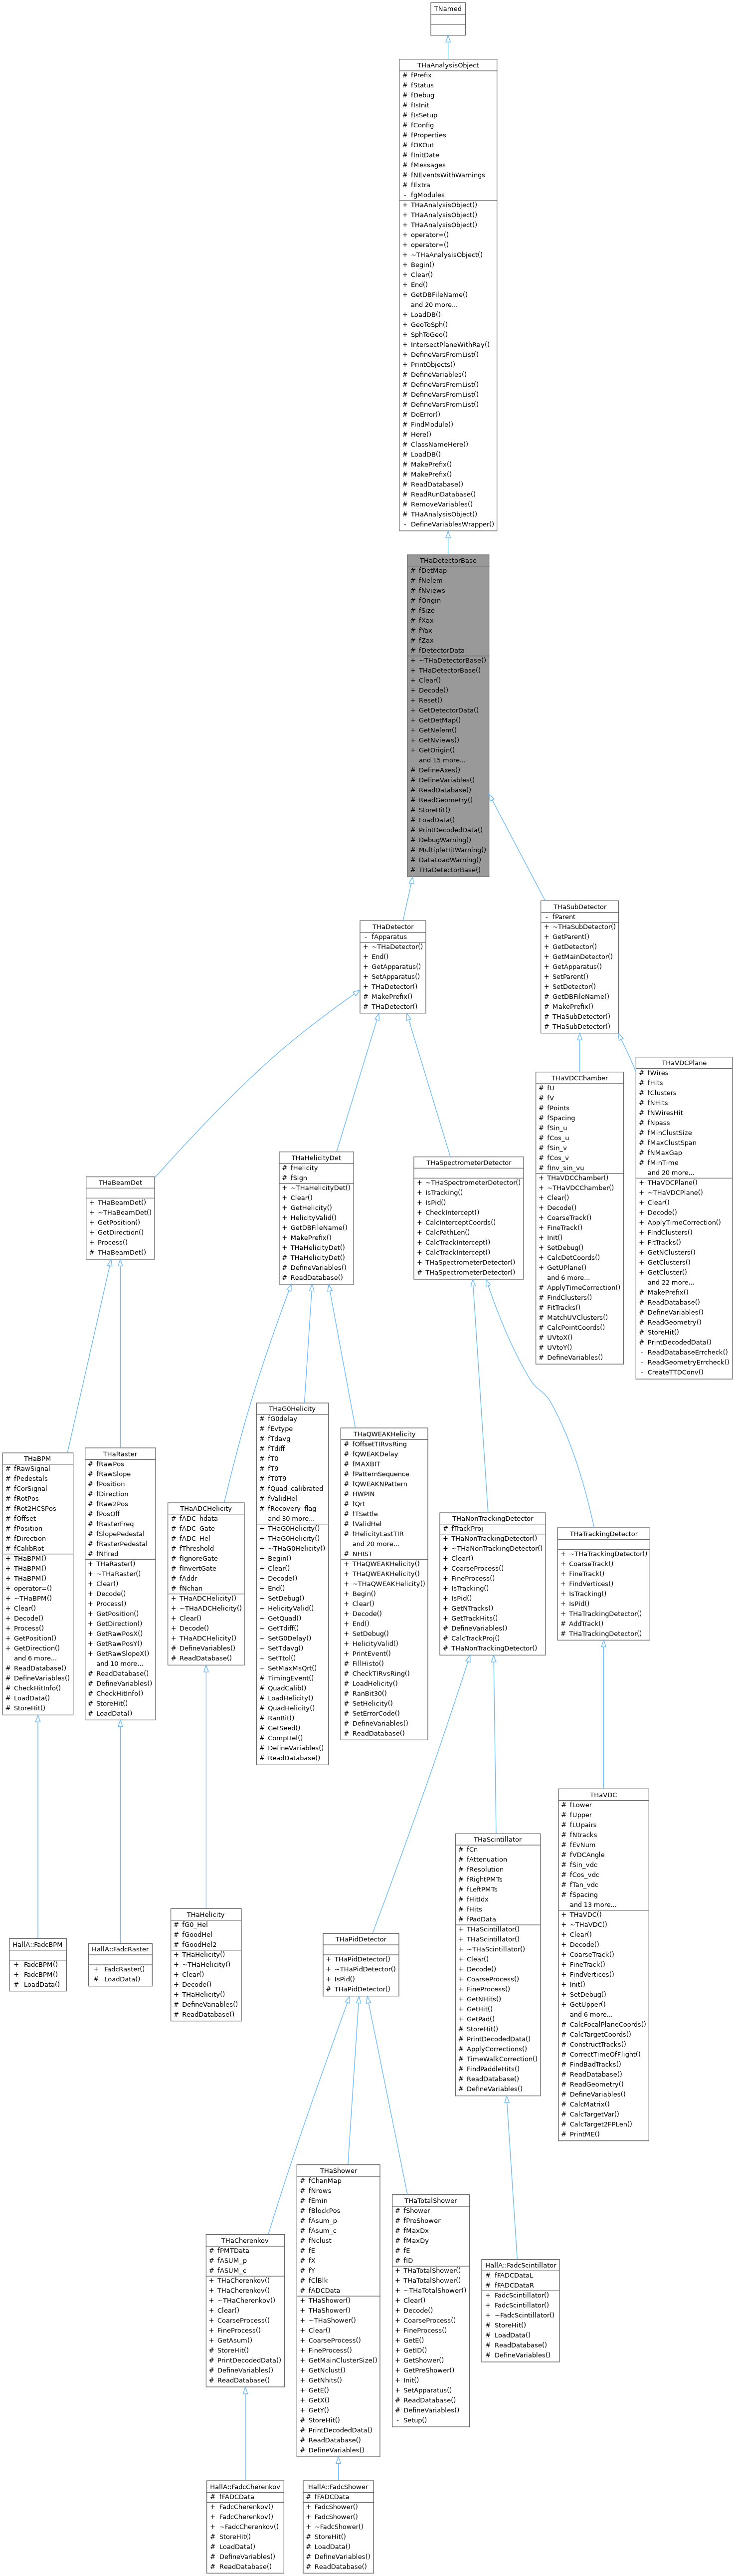 TNamed
THaAnalysisObject
# fPrefix
# fStatus
# fDebug
# fIsInit
# fIsSetup
# fConfig
# fProperties
# fOKOut
# fInitDate
# fMessages
# fNEventsWithWarnings
# fExtra
- fgModules
+ THaAnalysisObject()
+ THaAnalysisObject()
+ THaAnalysisObject()
+ operator=()
+ operator=()
+ ~THaAnalysisObject()
+ Begin()
+ Clear()
+ End()
+ GetDBFileName()
and 20 more...
+ LoadDB()
+ GeoToSph()
+ SphToGeo()
+ IntersectPlaneWithRay()
+ DefineVarsFromList()
+ PrintObjects()
# DefineVariables()
# DefineVarsFromList()
# DefineVarsFromList()
# DefineVarsFromList()
# DoError()
# FindModule()
# Here()
# ClassNameHere()
# LoadDB()
# MakePrefix()
# MakePrefix()
# ReadDatabase()
# ReadRunDatabase()
# RemoveVariables()
# THaAnalysisObject()
- DefineVariablesWrapper()
THaDetectorBase
# fDetMap
# fNelem
# fNviews
# fOrigin
# fSize
# fXax
# fYax
# fZax
# fDetectorData
+ ~THaDetectorBase()
+ THaDetectorBase()
+ Clear()
+ Decode()
+ Reset()
+ GetDetectorData()
+ GetDetMap()
+ GetNelem()
+ GetNviews()
+ GetOrigin()
and 15 more...
# DefineAxes()
# DefineVariables()
# ReadDatabase()
# ReadGeometry()
# StoreHit()
# LoadData()
# PrintDecodedData()
# DebugWarning()
# MultipleHitWarning()
# DataLoadWarning()
# THaDetectorBase()
THaDetector
- fApparatus
+ ~THaDetector()
+ End()
+ GetApparatus()
+ SetApparatus()
+ THaDetector()
# MakePrefix()
# THaDetector()
THaSubDetector
- fParent
+ ~THaSubDetector()
+ GetParent()
+ GetDetector()
+ GetMainDetector()
+ GetApparatus()
+ SetParent()
+ SetDetector()
# GetDBFileName()
# MakePrefix()
# THaSubDetector()
# THaSubDetector()
THaVDCChamber
# fU
# fV
# fPoints
# fSpacing
# fSin_u
# fCos_u
# fSin_v
# fCos_v
# fInv_sin_vu
+ THaVDCChamber()
+ ~THaVDCChamber()
+ Clear()
+ Decode()
+ CoarseTrack()
+ FineTrack()
+ Init()
+ SetDebug()
+ CalcDetCoords()
+ GetUPlane()
and 6 more...
# ApplyTimeCorrection()
# FindClusters()
# FitTracks()
# MatchUVClusters()
# CalcPointCoords()
# UVtoX()
# UVtoY()
# DefineVariables()
THaVDCPlane
# fWires
# fHits
# fClusters
# fNHits
# fNWiresHit
# fNpass
# fMinClustSize
# fMaxClustSpan
# fNMaxGap
# fMinTime
and 20 more...
+ THaVDCPlane()
+ ~THaVDCPlane()
+ Clear()
+ Decode()
+ ApplyTimeCorrection()
+ FindClusters()
+ FitTracks()
+ GetNClusters()
+ GetClusters()
+ GetCluster()
and 22 more...
# MakePrefix()
# ReadDatabase()
# DefineVariables()
# ReadGeometry()
# StoreHit()
# PrintDecodedData()
- ReadDatabaseErrcheck()
- ReadGeometryErrcheck()
- CreateTTDConv()
THaBeamDet
+ THaBeamDet()
+ ~THaBeamDet()
+ GetPosition()
+ GetDirection()
+ Process()
# THaBeamDet()
THaHelicityDet
# fHelicity
# fSign
+ ~THaHelicityDet()
+ Clear()
+ GetHelicity()
+ HelicityValid()
+ GetDBFileName()
+ MakePrefix()
+ THaHelicityDet()
# THaHelicityDet()
# DefineVariables()
# ReadDatabase()
THaSpectrometerDetector
+ ~THaSpectrometerDetector()
+ IsTracking()
+ IsPid()
+ CheckIntercept()
+ CalcInterceptCoords()
+ CalcPathLen()
+ CalcTrackIntercept()
+ CalcTrackIntercept()
+ THaSpectrometerDetector()
# THaSpectrometerDetector()
THaBPM
# fRawSignal
# fPedestals
# fCorSignal
# fRotPos
# fRot2HCSPos
# fOffset
# fPosition
# fDirection
# fCalibRot
+ THaBPM()
+ THaBPM()
+ THaBPM()
+ operator=()
+ ~THaBPM()
+ Clear()
+ Decode()
+ Process()
+ GetPosition()
+ GetDirection()
and 6 more...
# ReadDatabase()
# DefineVariables()
# CheckHitInfo()
# LoadData()
# StoreHit()
THaRaster
# fRawPos
# fRawSlope
# fPosition
# fDirection
# fRaw2Pos
# fPosOff
# fRasterFreq
# fSlopePedestal
# fRasterPedestal
# fNfired
+ THaRaster()
+ ~THaRaster()
+ Clear()
+ Decode()
+ Process()
+ GetPosition()
+ GetDirection()
+ GetRawPosX()
+ GetRawPosY()
+ GetRawSlopeX()
and 10 more...
# ReadDatabase()
# DefineVariables()
# CheckHitInfo()
# StoreHit()
# LoadData()
THaADCHelicity
# fADC_hdata
# fADC_Gate
# fADC_Hel
# fThreshold
# fIgnoreGate
# fInvertGate
# fAddr
# fNchan
+ THaADCHelicity()
+ ~THaADCHelicity()
+ Clear()
+ Decode()
+ THaADCHelicity()
# DefineVariables()
# ReadDatabase()
THaG0Helicity
# fG0delay
# fEvtype
# fTdavg
# fTdiff
# fT0
# fT9
# fT0T9
# fQuad_calibrated
# fValidHel
# fRecovery_flag
and 30 more...
+ THaG0Helicity()
+ THaG0Helicity()
+ ~THaG0Helicity()
+ Begin()
+ Clear()
+ Decode()
+ End()
+ SetDebug()
+ HelicityValid()
+ GetQuad()
+ GetTdiff()
+ SetG0Delay()
+ SetTdavg()
+ SetTtol()
+ SetMaxMsQrt()
# TimingEvent()
# QuadCalib()
# LoadHelicity()
# QuadHelicity()
# RanBit()
# GetSeed()
# CompHel()
# DefineVariables()
# ReadDatabase()
THaQWEAKHelicity
# fOffsetTIRvsRing
# fQWEAKDelay
# fMAXBIT
# fPatternSequence
# fQWEAKNPattern
# HWPIN
# fQrt
# fTSettle
# fValidHel
# fHelicityLastTIR
and 20 more...
# NHIST
+ THaQWEAKHelicity()
+ THaQWEAKHelicity()
+ ~THaQWEAKHelicity()
+ Begin()
+ Clear()
+ Decode()
+ End()
+ SetDebug()
+ HelicityValid()
+ PrintEvent()
# FillHisto()
# CheckTIRvsRing()
# LoadHelicity()
# RanBit30()
# SetHelicity()
# SetErrorCode()
# DefineVariables()
# ReadDatabase()
THaNonTrackingDetector
# fTrackProj
+ THaNonTrackingDetector()
+ ~THaNonTrackingDetector()
+ Clear()
+ CoarseProcess()
+ FineProcess()
+ IsTracking()
+ IsPid()
+ GetNTracks()
+ GetTrackHits()
# DefineVariables()
# CalcTrackProj()
# THaNonTrackingDetector()
THaTrackingDetector
+ ~THaTrackingDetector()
+ CoarseTrack()
+ FineTrack()
+ FindVertices()
+ IsTracking()
+ IsPid()
+ THaTrackingDetector()
# AddTrack()
# THaTrackingDetector()
HallA::FadcBPM
+ FadcBPM()
+ FadcBPM()
# LoadData()
HallA::FadcRaster
+ FadcRaster()
# LoadData()
THaHelicity
# fG0_Hel
# fGoodHel
# fGoodHel2
+ THaHelicity()
+ ~THaHelicity()
+ Clear()
+ Decode()
+ THaHelicity()
# DefineVariables()
# ReadDatabase()
THaPidDetector
+ THaPidDetector()
+ ~THaPidDetector()
+ IsPid()
# THaPidDetector()
THaScintillator
# fCn
# fAttenuation
# fResolution
# fRightPMTs
# fLeftPMTs
# fHitIdx
# fHits
# fPadData
+ THaScintillator()
+ THaScintillator()
+ ~THaScintillator()
+ Clear()
+ Decode()
+ CoarseProcess()
+ FineProcess()
+ GetNHits()
+ GetHit()
+ GetPad()
# StoreHit()
# PrintDecodedData()
# ApplyCorrections()
# TimeWalkCorrection()
# FindPaddleHits()
# ReadDatabase()
# DefineVariables()
THaVDC
# fLower
# fUpper
# fLUpairs
# fNtracks
# fEvNum
# fVDCAngle
# fSin_vdc
# fCos_vdc
# fTan_vdc
# fSpacing
and 13 more...
+ THaVDC()
+ ~THaVDC()
+ Clear()
+ Decode()
+ CoarseTrack()
+ FineTrack()
+ FindVertices()
+ Init()
+ SetDebug()
+ GetUpper()
and 6 more...
# CalcFocalPlaneCoords()
# CalcTargetCoords()
# ConstructTracks()
# CorrectTimeOfFlight()
# FindBadTracks()
# ReadDatabase()
# ReadGeometry()
# DefineVariables()
# CalcMatrix()
# CalcTargetVar()
# CalcTarget2FPLen()
# PrintME()
THaCherenkov
# fPMTData
# fASUM_p
# fASUM_c
+ THaCherenkov()
+ THaCherenkov()
+ ~THaCherenkov()
+ Clear()
+ CoarseProcess()
+ FineProcess()
+ GetAsum()
# StoreHit()
# PrintDecodedData()
# DefineVariables()
# ReadDatabase()
THaShower
# fChanMap
# fNrows
# fEmin
# fBlockPos
# fAsum_p
# fAsum_c
# fNclust
# fE
# fX
# fY
# fClBlk
# fADCData
+ THaShower()
+ THaShower()
+ ~THaShower()
+ Clear()
+ CoarseProcess()
+ FineProcess()
+ GetMainClusterSize()
+ GetNclust()
+ GetNhits()
+ GetE()
+ GetX()
+ GetY()
# StoreHit()
# PrintDecodedData()
# ReadDatabase()
# DefineVariables()
THaTotalShower
# fShower
# fPreShower
# fMaxDx
# fMaxDy
# fE
# fID
+ THaTotalShower()
+ THaTotalShower()
+ ~THaTotalShower()
+ Clear()
+ Decode()
+ CoarseProcess()
+ FineProcess()
+ GetE()
+ GetID()
+ GetShower()
+ GetPreShower()
+ Init()
+ SetApparatus()
# ReadDatabase()
# DefineVariables()
- Setup()
HallA::FadcScintillator
# fFADCDataL
# fFADCDataR
+ FadcScintillator()
+ FadcScintillator()
+ ~FadcScintillator()
# StoreHit()
# LoadData()
# ReadDatabase()
# DefineVariables()
HallA::FadcCherenkov
# fFADCData
+ FadcCherenkov()
+ FadcCherenkov()
+ ~FadcCherenkov()
# StoreHit()
# LoadData()
# DefineVariables()
# ReadDatabase()
HallA::FadcShower
# fFADCData
+ FadcShower()
+ FadcShower()
+ ~FadcShower()
# StoreHit()
# LoadData()
# DefineVariables()
# ReadDatabase()